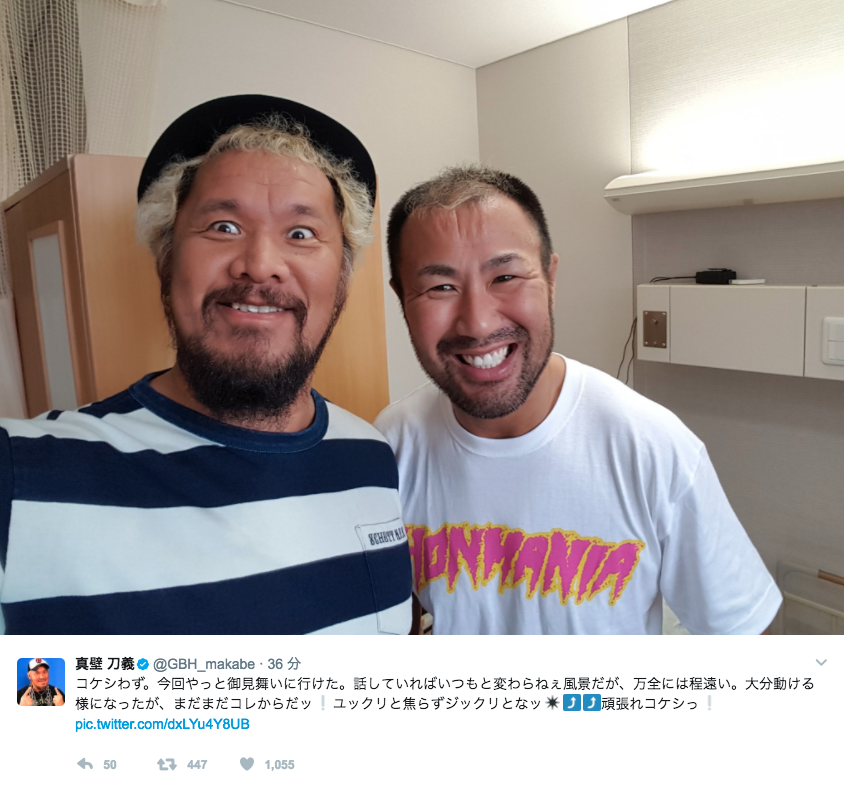 SCHOTT N.Y.C.
HONMANIA
真壁 刀義 @GBH_makabe · 36 分
コケシわず。今回やっと御見舞いに行けた。話していればいつもと変わらねぇ風景だが、万全には程遠い。大分動ける
様になったが、まだまだコレからだッ❕ユックリと焦らずジックリとなッ✴⤴⤴頑張れコケシっ❕
pic.twitter.com/dxLYu4Y8UB
50 447 1,055